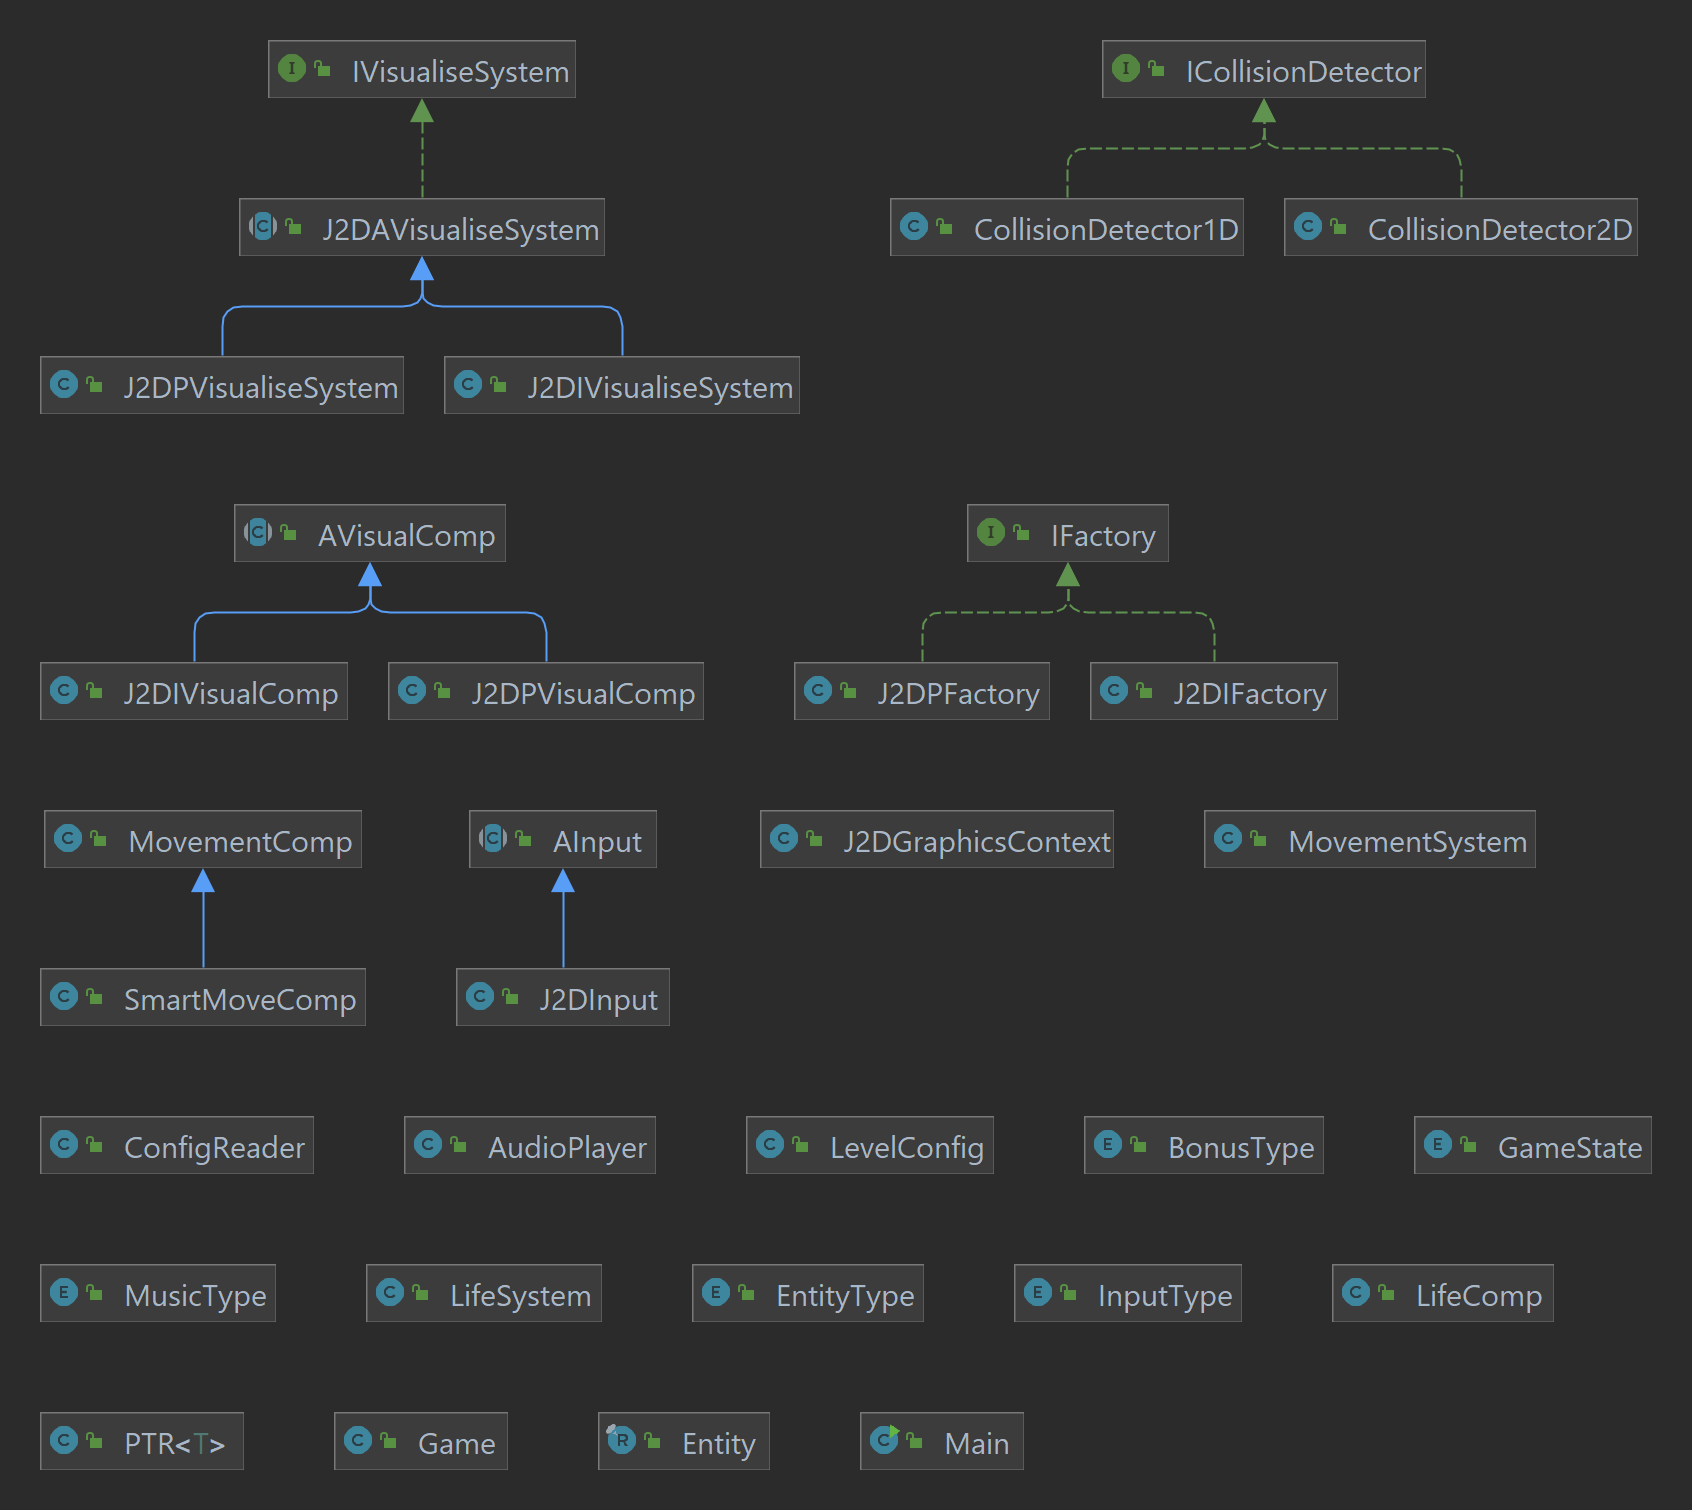 I IVisualiseSystem
I ICollisionDetector
C J2DAVisualiseSystem
C CollisionDetector1D
C CollisionDetector2D
C J2DPVisualiseSystem
C J2DIVisualiseSystem
C AVisualComp
I IFactory
C J2DIVisualComp
C J2DPVisualComp
C J2DPFactory
C J2DIFactory
C MovementComp
C AInput
C J2DGraphicsContext
C MovementSystem
C SmartMoveComp
C J2DInput
C ConfigReader
C AudioPlayer
C LevelConfig
E BonusType
E GameState
E MusicType
C LifeSystem
E EntityType
E InputType
C LifeComp
C PTR<T>
C Game
R Entity
C Main